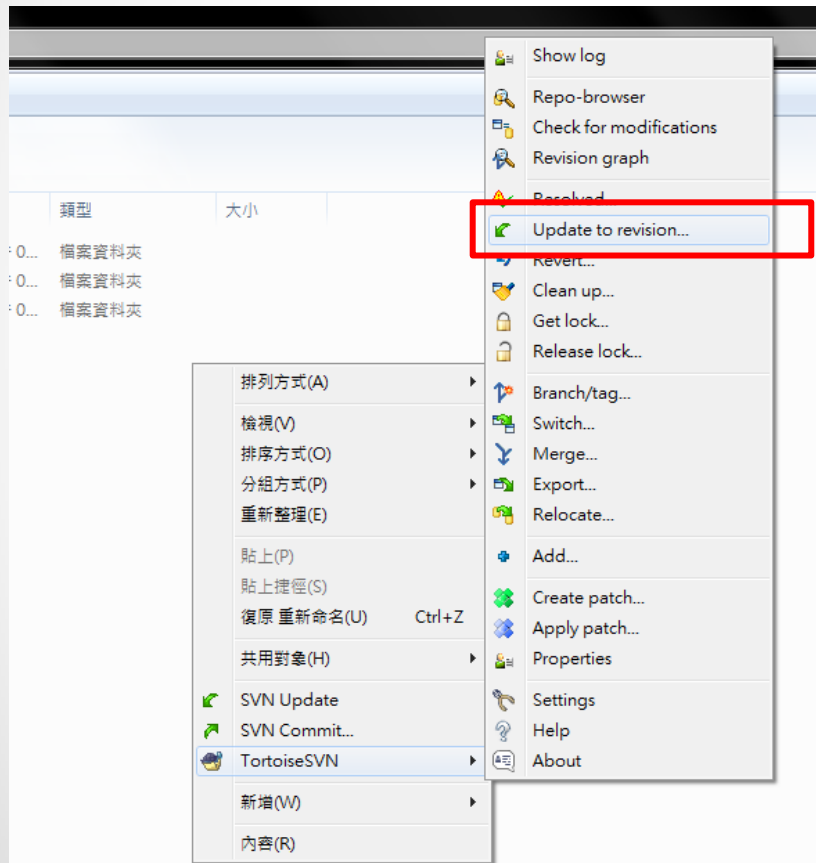 類型 大小
0... 檔案資料夾
0... 檔案資料夾
0... 檔案資料夾
排列方式(A)
檢視(V)
排序方式(O)
分組方式(P)
重新整理(E)
貼上(P)
貼上捷徑(S)
復原 重新命名(U) Ctrl+Z
共用對象(H)
SVN Update
SVN Commit...
TortoiseSVN
新增(W)
內容(R)
Show log
Repo-browser
Check for modifications
Revision graph
Resolved
Update to revision...
Revert...
Clean up...
Get lock...
Release lock...
Branch/tag...
Switch...
Merge...
Export...
Relocate...
Add...
Create patch...
Apply patch...
Properties
Settings
Help
About